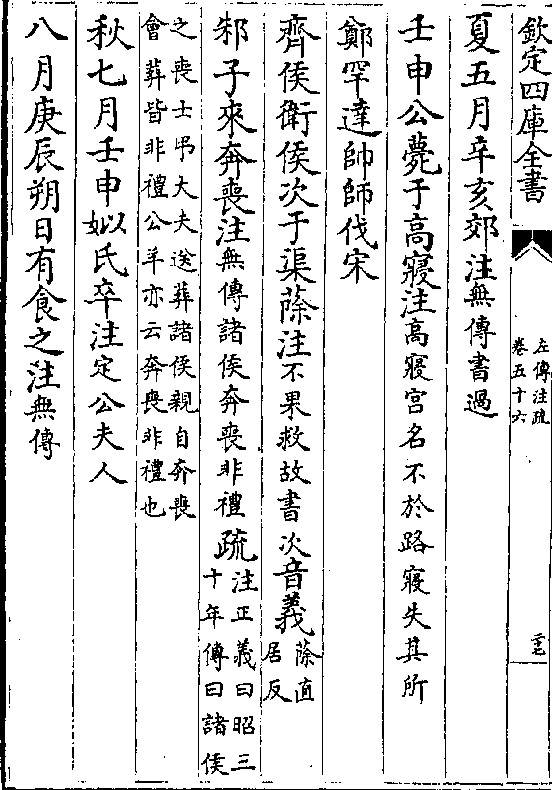 欽定四庫全書
左傳注疏
卷五十六
夏五月辛亥郊注無傳書過
壬申公薨于高寢注高寢宫名不於路寢失其所
鄭罕達帥師伐宋
齊侯衛侯次于渠蒢注不果救故書次音義蒢直
居反
邾子來奔喪注無傳諸侯奔喪非禮疏注正義曰昭三
十年傳曰諸侯
之喪士弔大夫送葬諸侯親自奔喪
會葬皆非禮公羊亦云奔喪非禮也
秋七月壬申姒氏卒注定公夫人
八月庚辰朔日有食之注無傳